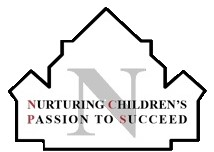 N
NURTURING CHILDREN'S
PASSION TO SUCCEED